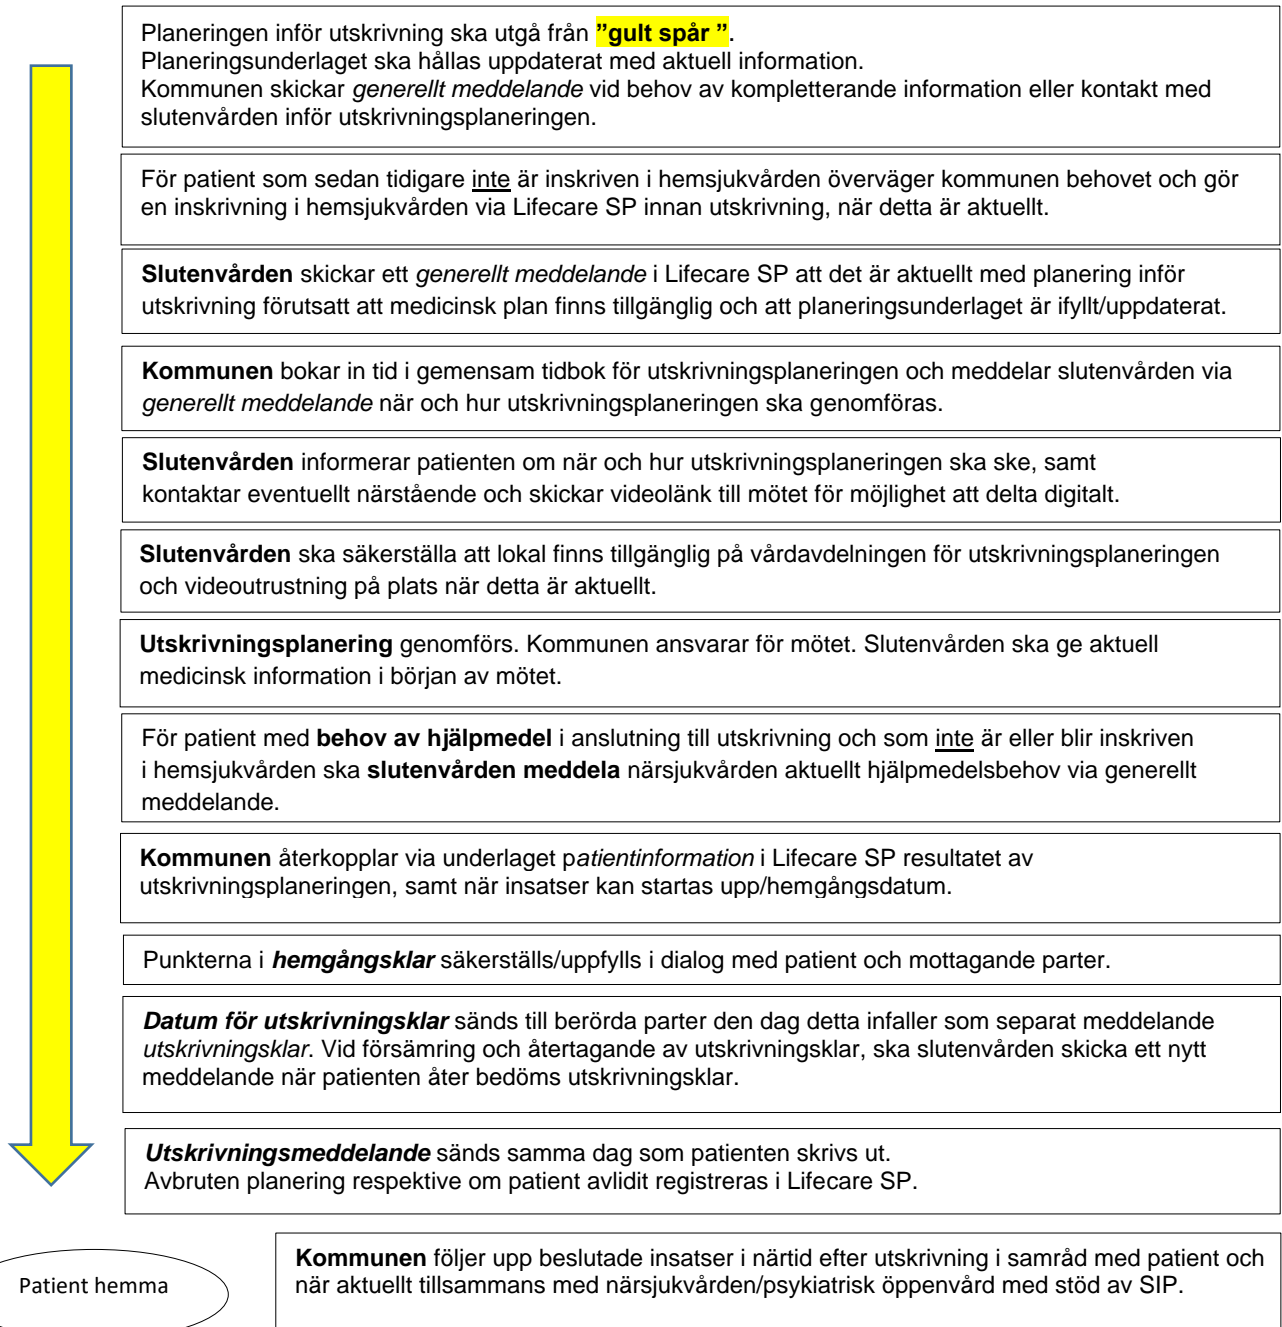 Planeringen inför utskrivning ska utgå från ”gult spår ”.
Planeringsunderlaget ska hållas uppdaterat med aktuell information.
Kommunen skickar generellt meddelande vid behov av kompletterande information eller kontakt med
slutenvården inför utskrivningsplaneringen.
För patient som sedan tidigare inte är inskriven i hemsjukvården överväger kommunen behovet och gör
en inskrivning i hemsjukvården via Lifecare SP innan utskrivning, när detta är aktuellt.
Slutenvården skickar ett generellt meddelande i Lifecare SP att det är aktuellt med planering inför
utskrivning förutsatt att medicinsk plan finns tillgänglig och att planeringsunderlaget är ifyllt/uppdaterat.
Kommunen bokar in tid i gemensam tidbok för utskrivningsplaneringen och meddelar slutenvården via
generellt meddelande när och hur utskrivningsplaneringen ska genomföras.
Slutenvården informerar patienten om när och hur utskrivningsplaneringen ska ske, samt
kontaktar eventuellt närstående och skickar videolänk till mötet för möjlighet att delta digitalt.
Slutenvården ska säkerställa att lokal finns tillgänglig på vårdavdelningen för utskrivningsplaneringen
och videoutrustning på plats när detta är aktuellt.
Utskrivningsplanering genomförs. Kommunen ansvarar för mötet. Slutenvården ska ge aktuell
medicinsk information i början av mötet.
För patient med behov av hjälpmedel i anslutning till utskrivning och som inte är eller blir inskriven
i hemsjukvården ska slutenvården meddela närsjukvården aktuellt hjälpmedelsbehov via generellt
meddelande.
Kommunen återkopplar via underlaget patientinformation i Lifecare SP resultatet av
utskrivningsplaneringen, samt när insatser kan startas upp/hemgångsdatum.
Punkterna i hemgångsklar säkerställs/uppfylls i dialog med patient och mottagande parter.
Datum för utskrivningsklar sänds till berörda parter den dag detta infaller som separat meddelande
utskrivningsklar. Vid försämring och återtagande av utskrivningsklar, ska slutenvården skicka ett nytt
meddelande när patienten åter bedöms utskrivningsklar.
Utskrivningsmeddelande sänds samma dag som patienten skrivs ut.
Avbruten planering respektive om patient avlidit registreras i Lifecare SP.
Patient hemma
Kommunen följer upp beslutade insatser i närtid efter utskrivning i samråd med patient och
när aktuellt tillsammans med närsjukvården/psykiatrisk öppenvård med stöd av SIP.